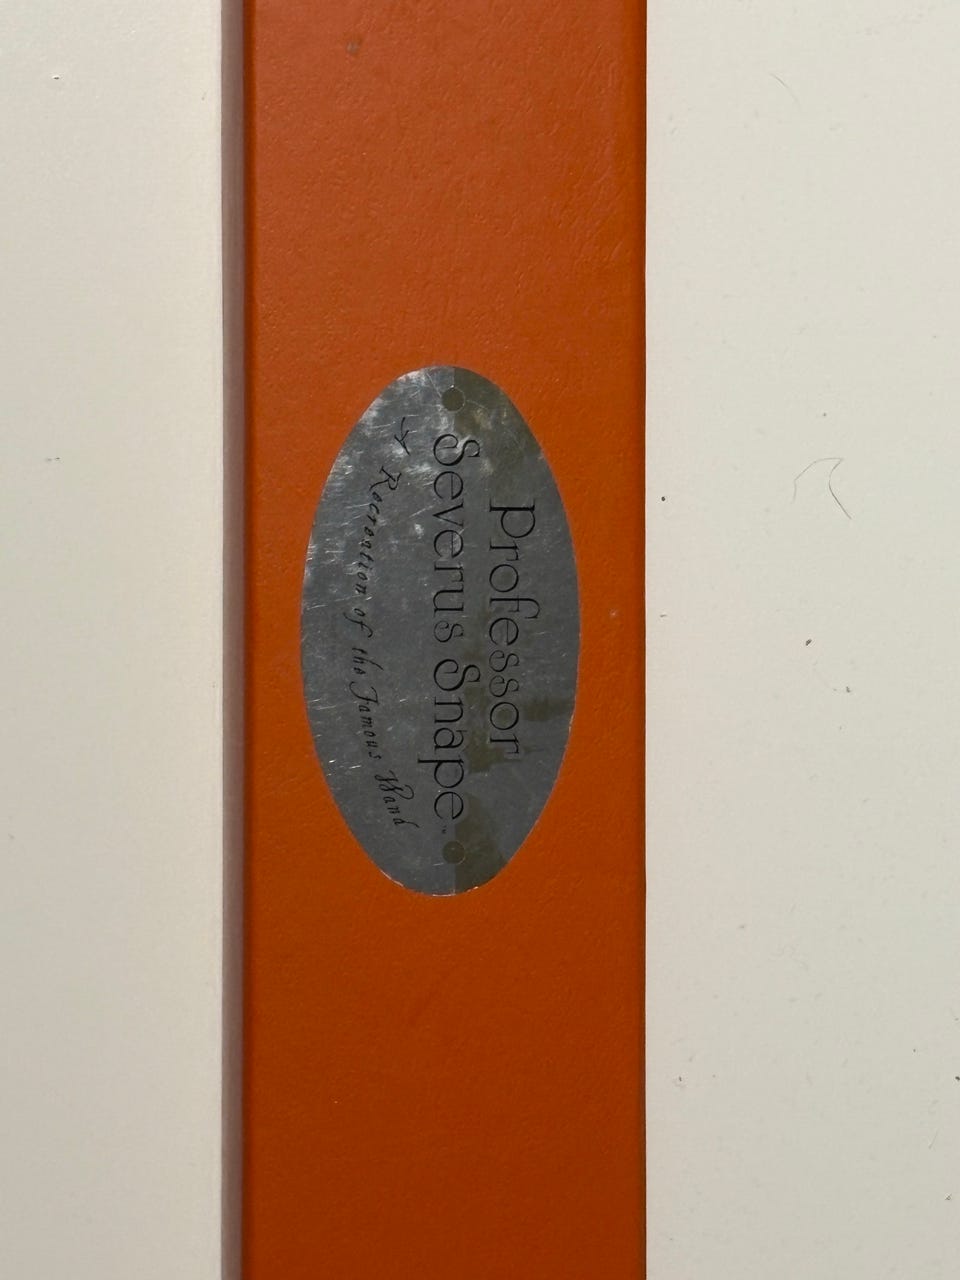 Professor
Severus Snape™
A Recreation of the Famous Wand